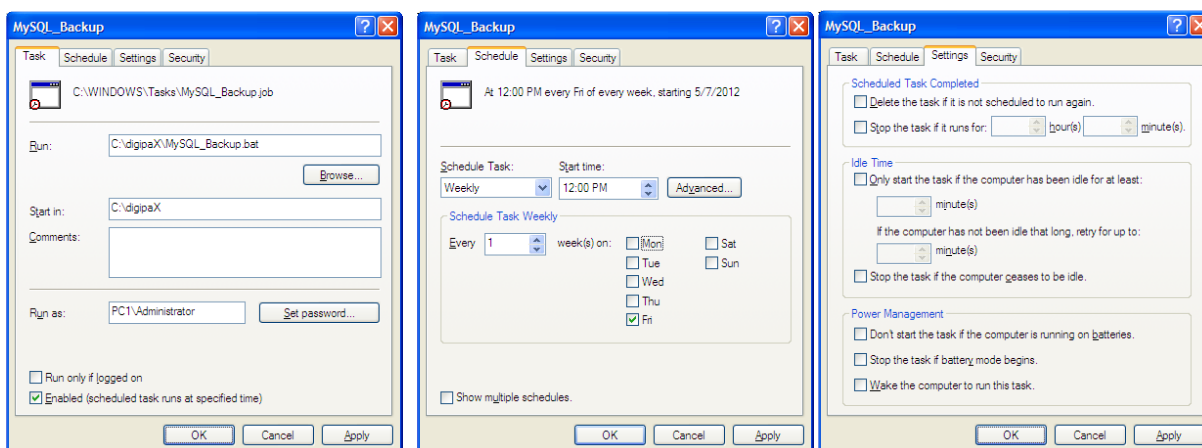 MySQL_Backup
Task Schedule Settings Security
C:\WINDOWS\Tasks\MySQL_Backup.job
Run: C:\digipaX\MySQL_Backup.bat
Browse...
Start in: C:\digipaX
Comments:
Run as: PC1\Administrator Set password...
Run only if logged on
Enabled (scheduled task runs at specified time)
OK Cancel Apply
MySQL_Backup
Task Schedule Settings Security
At 12:00 PM every Fri of every week, starting 5/7/2012
Schedule Task: Start time:
Weekly 12:00 PM Advanced...
Schedule Task Weekly
Every 1 week(s) on: Mon Sat
Tue Sun
Wed
Thu
Fri
Show multiple schedules.
OK Cancel Apply
MySQL_Backup
Task Schedule Settings Security
Scheduled Task Completed
Delete the task if it is not scheduled to run again.
Stop the task if it runs for: hour(s) minute(s).
Idle Time
Only start the task if the computer has been idle for at least:
minute(s)
If the computer has not been idle that long, retry for up to:
minute(s)
Stop the task if the computer ceases to be idle.
Power Management
Don't start the task if the computer is running on batteries.
Stop the task if battery mode begins.
Wake the computer to run this task.
OK Cancel Apply